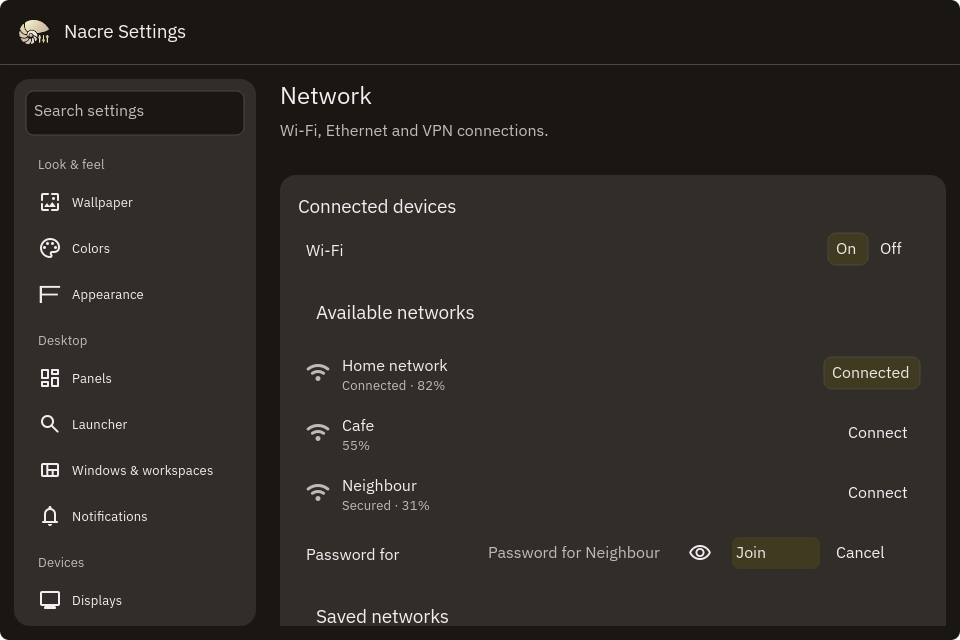 Nacre Settings
Search settings
Look & feel
Wallpaper
Colors
Appearance
Desktop
Panels
Launcher
Windows & workspaces
Notifications
Devices
Displays
Network
Wi-Fi, Ethernet and VPN connections.
Connected devices
Wi-Fi
On Off
Available networks
Home network
Connected · 82%
Connected
Cafe
55%
Connect
Neighbour
Secured · 31%
Connect
Password for
Password for Neighbour
Join
Cancel
Saved networks